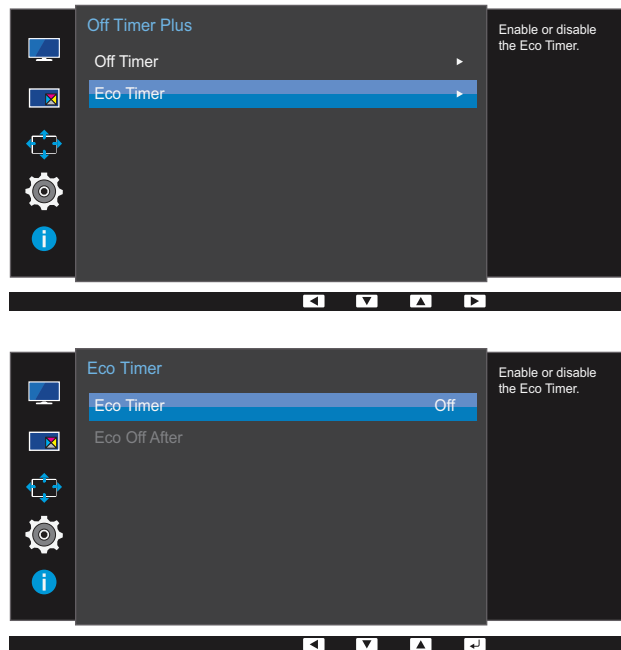 Off Timer Plus
Off Timer
Eco Timer
Enable or disable
the Eco Timer.
Eco Timer
Eco Timer Off
Eco Off After
Enable or disable
the Eco Timer.